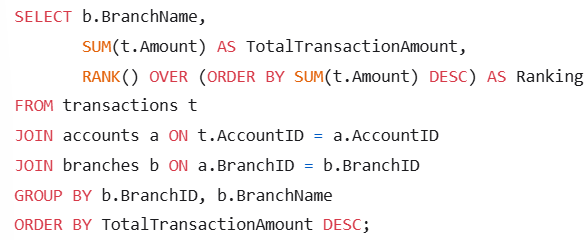 SELECT b.BranchName,
       SUM(t.Amount) AS TotalTransactionAmount,
       RANK() OVER (ORDER BY SUM(t.Amount) DESC) AS Ranking
FROM transactions t
JOIN accounts a ON t.AccountID = a.AccountID
JOIN branches b ON a.BranchID = b.BranchID
GROUP BY b.BranchID, b.BranchName
ORDER BY TotalTransactionAmount DESC;